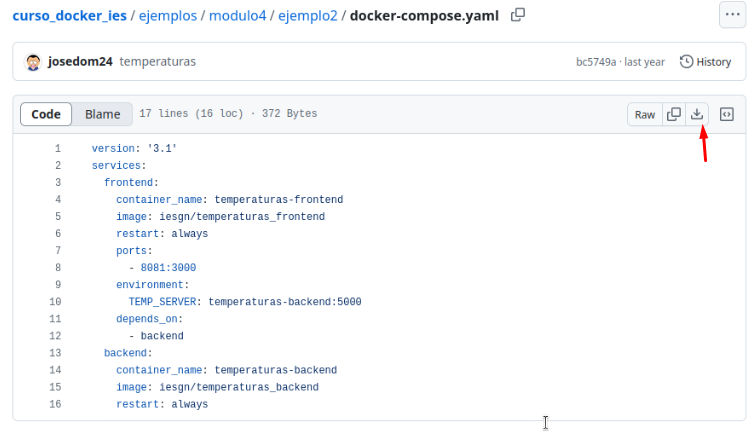 curso_docker_ies / ejemplos / modulo4 / ejemplo2 / docker-compose.yaml
josedom24 temperaturas bc5749a · last year History
Code Blame 17 lines (16 loc) · 372 Bytes Raw
1 version: '3.1'
2 services:
3   frontend:
4     container_name: temperaturas-frontend
5     image: iesgn/temperaturas_frontend
6     restart: always
7     ports:
8       - 8081:3000
9     environment:
10       TEMP_SERVER: temperaturas-backend:5000
11     depends_on:
12       - backend
13   backend:
14     container_name: temperaturas-backend
15     image: iesgn/temperaturas_backend
16     restart: always